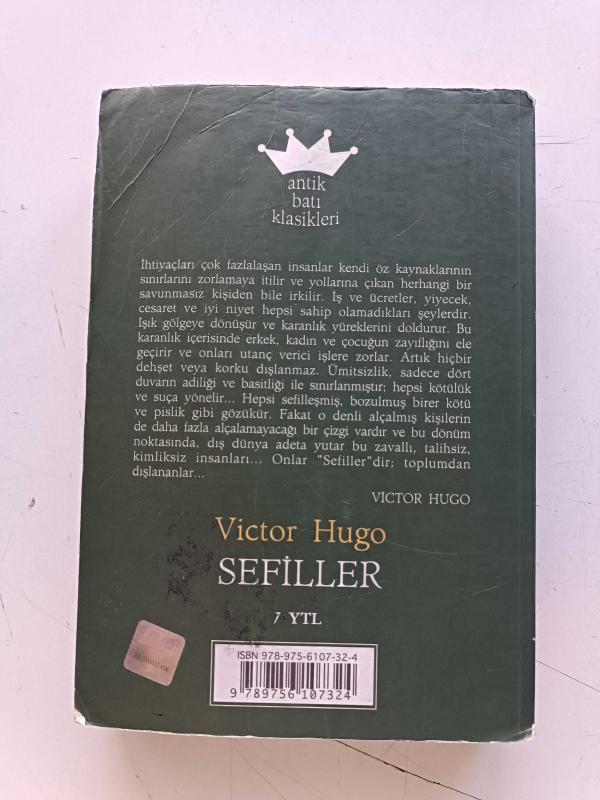 antik
batı
klasikleri
İhtiyaçları çok fazlalaşan insanlar kendi öz kaynaklarının
sınırlarını zorlamaya itilir ve yollarına çıkan herhangi bir
savunmasız kişiden bile irkilir. İş ve ücretler, yiyecek,
cesaret ve iyi niyet hepsi sahip olamadıkları şeylerdir.
Işık gölgeye dönüşür ve karanlık yüreklerini doldurur. Bu
karanlık içerisinde erkek, kadın ve çocuğun zayıflığını ele
geçirir ve onları utanç verici işlere zorlar. Artık hiçbir
dehşet veya korku dışlanmaz. Ümitsizlik, sadece dört
duvarın adiliği ve basitliği ile sınırlanmıştır; hepsi kötülük
ve suça yönelir... Hepsi sefilleşmiş, bozulmuş birer kötü
ve pislik gibi gözükür. Fakat o denli alçalmış kişilerin
de daha fazla alçalamayacağı bir çizgi vardır ve bu dönüm
noktasında, dış dünya adeta yutar bu zavallı, talihsiz,
kimliksiz insanları... Onlar "Sefiller"dir; toplumdan
dışlananlar...
VICTOR HUGO
Victor Hugo
SEFİLLER
7 YTL
ISBN 978-975-6107-32-4
9 789756 107324